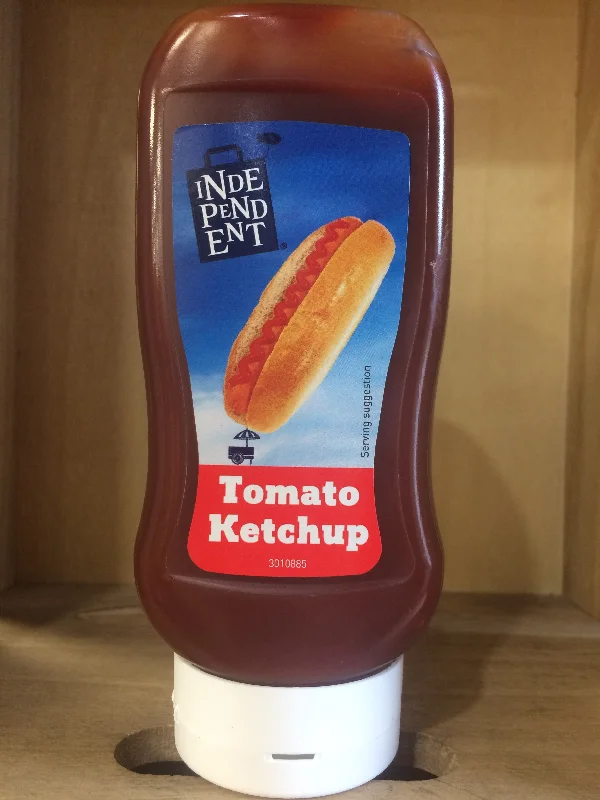 INDE
PEND
ENT
Serving suggestion
Tomato
Ketchup
3010885